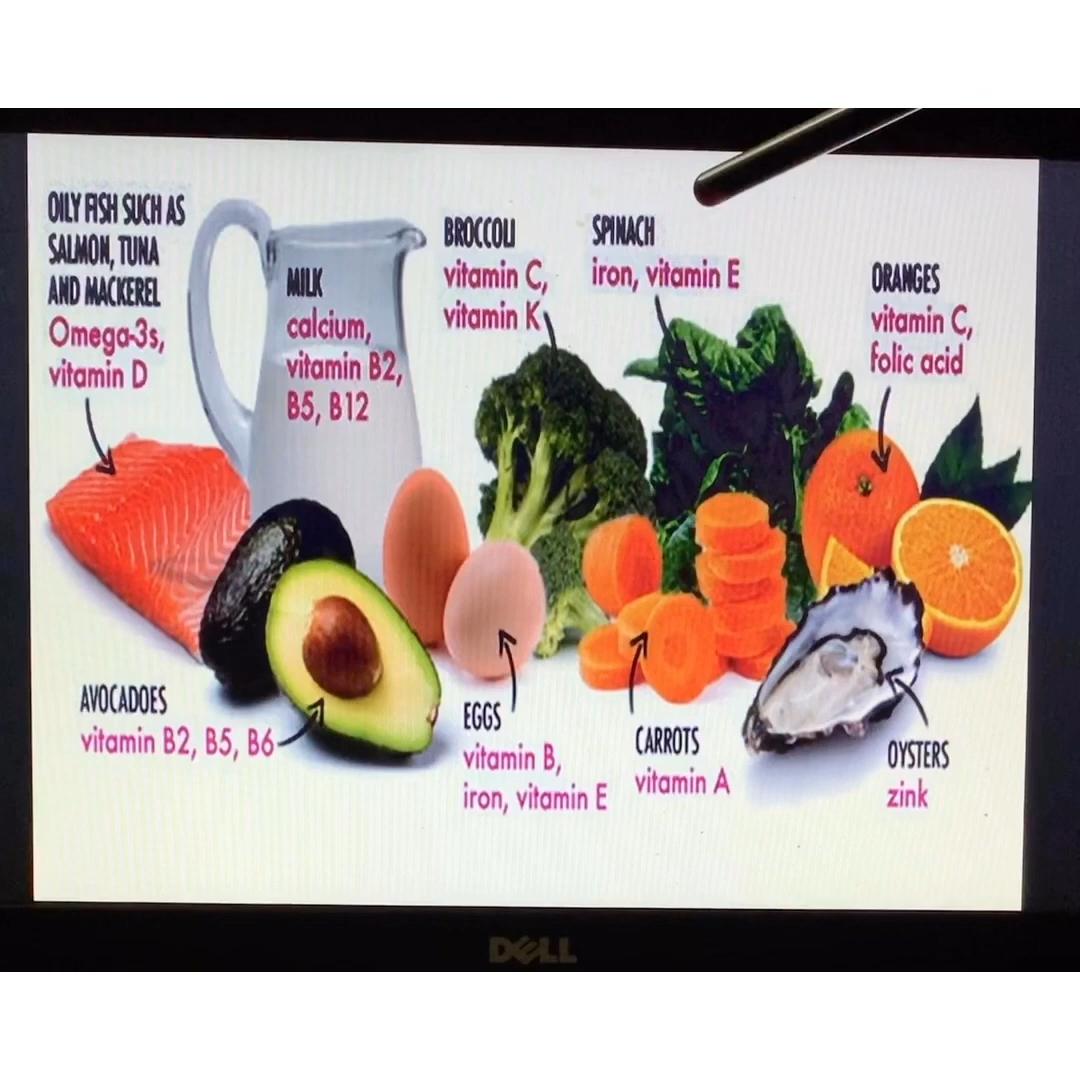 OILY FISH SUCH AS
SALMON, TUNA
AND MACKEREL
Omega-3s,
vitamin D
MILK
calcium,
vitamin B2,
B5, B12
BROCCOLI
vitamin C,
vitamin K
SPINACH
iron, vitamin E
ORANGES
vitamin C,
folic acid
AVOCADOES
vitamin B2, B5, B6
EGGS
vitamin B,
iron, vitamin E
CARROTS
vitamin A
OYSTERS
zink
DELL